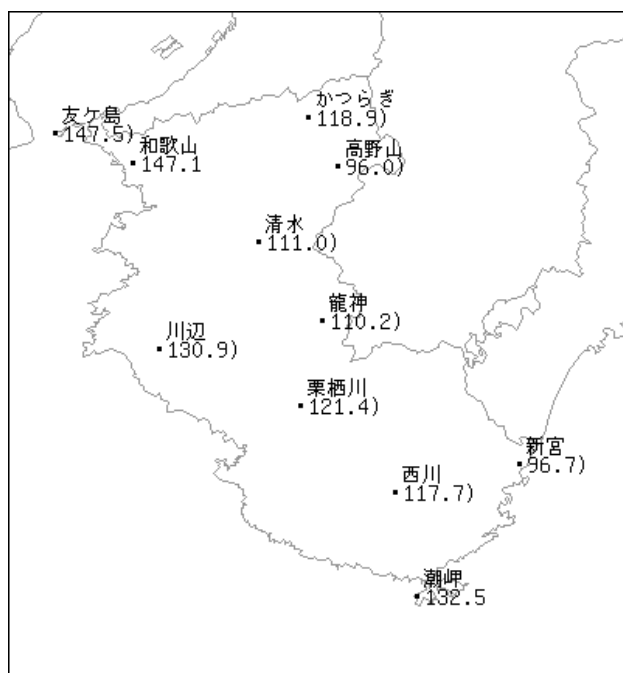 かつらぎ
118.9)
友ケ島
147.5)
和歌山
147.1
高野山
96.0)
清水
111.0)
龍神
110.2)
川辺
130.9)
栗栖川
121.4)
新宮
96.7)
西川
117.7)
潮岬
132.5